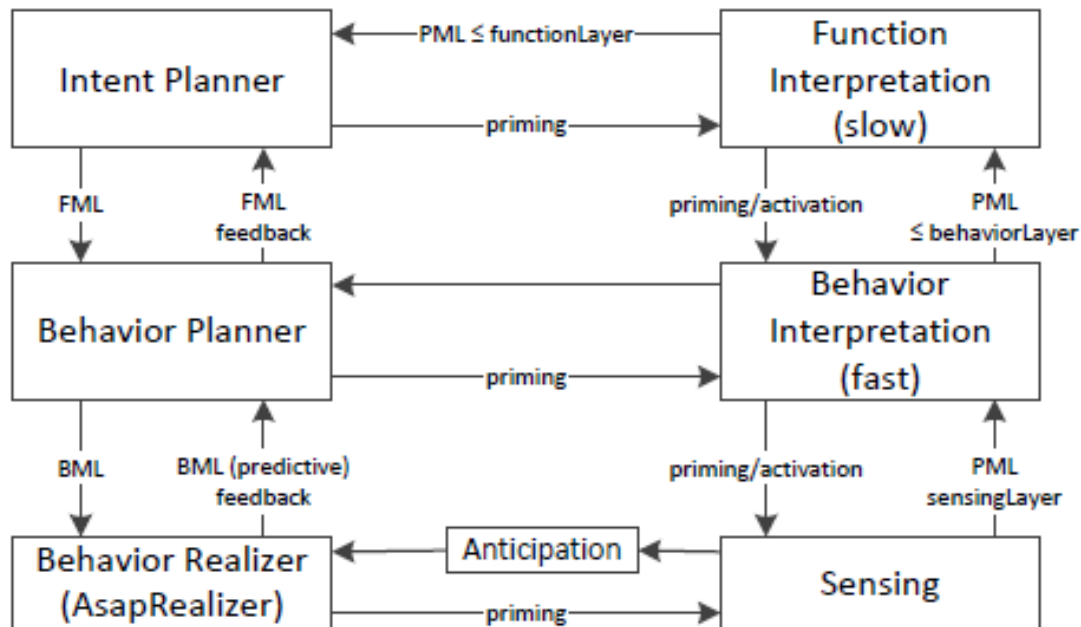 PML ≤ functionLayer
Intent Planner
Function
Interpretation
(slow)
priming
FML
FML
feedback
priming/activation
PML
≤ behaviorLayer
Behavior Planner
Behavior
Interpretation
(fast)
priming
BML
BML (predictive)
feedback
priming/activation
PML
sensingLayer
Behavior Realizer
(AsapRealizer)
Anticipation
Sensing
priming